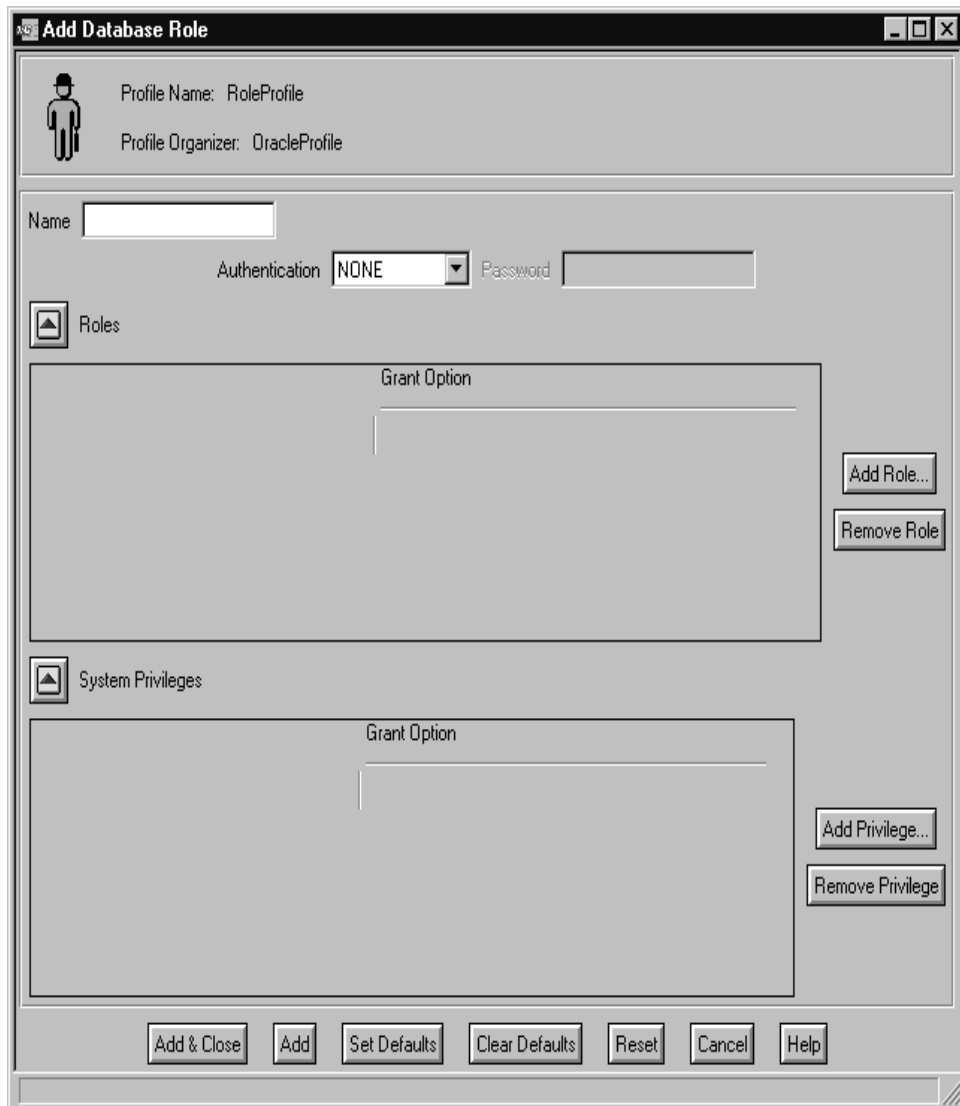 Add Database Role
Profile Name: RoleProfile
Profile Organizer: OracleProfile
Name
Authentication NONE Password
Roles
Grant Option
Add Role...
Remove Role
System Privileges
Grant Option
Add Privilege...
Remove Privilege
Add & Close Add Set Defaults Clear Defaults Reset Cancel Help